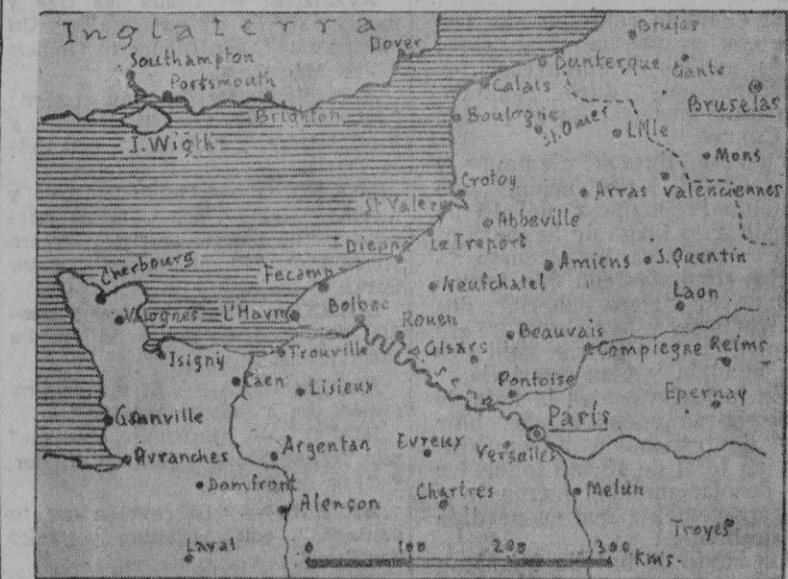 Inglaterra
Southampton
Portsmouth
Brighton
I. Wigth
Dover
Brujas
Dunkerque
Gante
Calais
Bruselas
Boulogne
St. Omer
Lille
Mons
Crotoy
Arras
Valenciennes
St Valery
Abbeville
Dieppe
Le Treport
Amiens
S. Quentin
Cherbourg
Fecamp
Neufchatel
Laon
Valognes
L'Havre
Bolbec
Rouen
Beauvais
Isigny
Trouville
Gisars
Compiegne
Reims
Caen
Lisieux
Pontoise
Epernay
Granville
París
Avranches
Argentan
Evreux
Versalles
Domfront
Alençon
Chartres
Melun
Troyes
Laval
0 100 200 300
Kms.